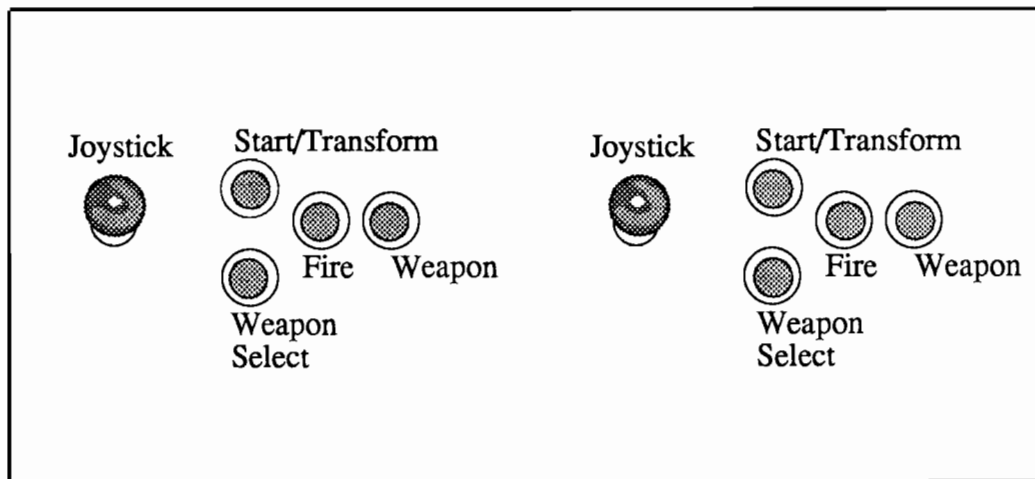 Joystick
Start/Transform
Fire
Weapon
Weapon
Select
Joystick
Start/Transform
Fire
Weapon
Weapon
Select